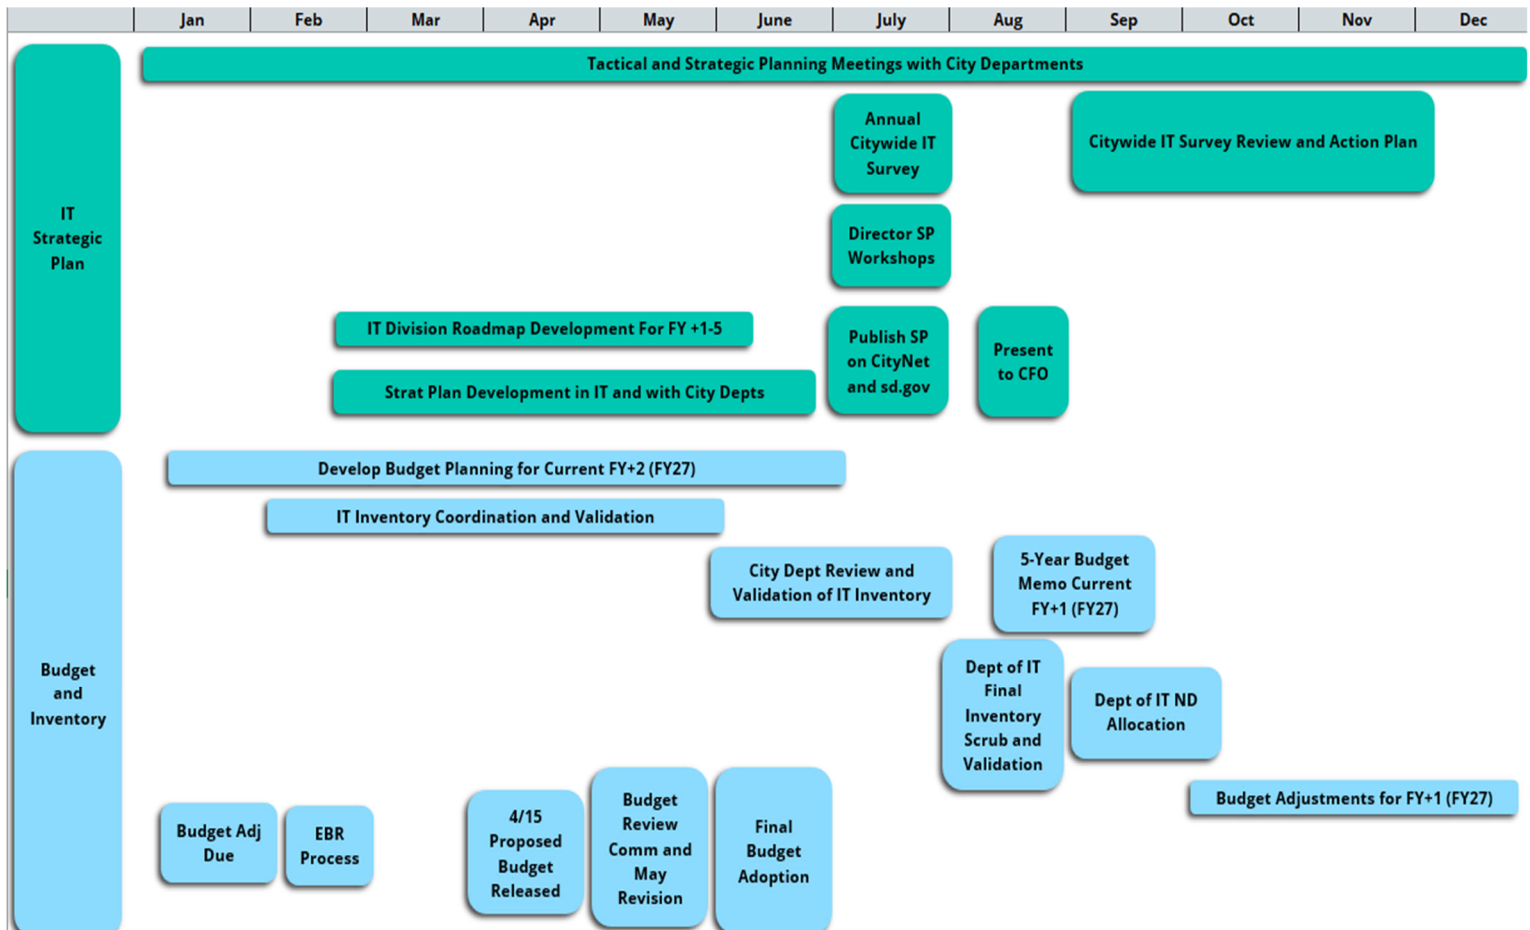 Jan Feb Mar Apr May June July Aug Sep Oct Nov Dec
IT
Strategic
Plan
Tactical and Strategic Planning Meetings with City Departments
Annual
Citywide IT
Survey
Citywide IT Survey Review and Action Plan
Director SP
Workshops
IT Division Roadmap Development For FY +1-5
Strat Plan Development in IT and with City Depts
Publish SP
on CityNet
and sd.gov
Present
to CFO
Budget
and
Inventory
Develop Budget Planning for Current FY+2 (FY27)
IT Inventory Coordination and Validation
City Dept Review and
Validation of IT Inventory
5-Year Budget
Memo Current
FY+1 (FY27)
Dept of IT
Final
Inventory
Scrub and
Validation
Dept of IT ND
Allocation
Budget Adjustments for FY+1 (FY27)
Budget Adj
Due
EBR
Process
4/15
Proposed
Budget
Released
Budget
Review
Comm and
May
Revision
Final
Budget
Adoption